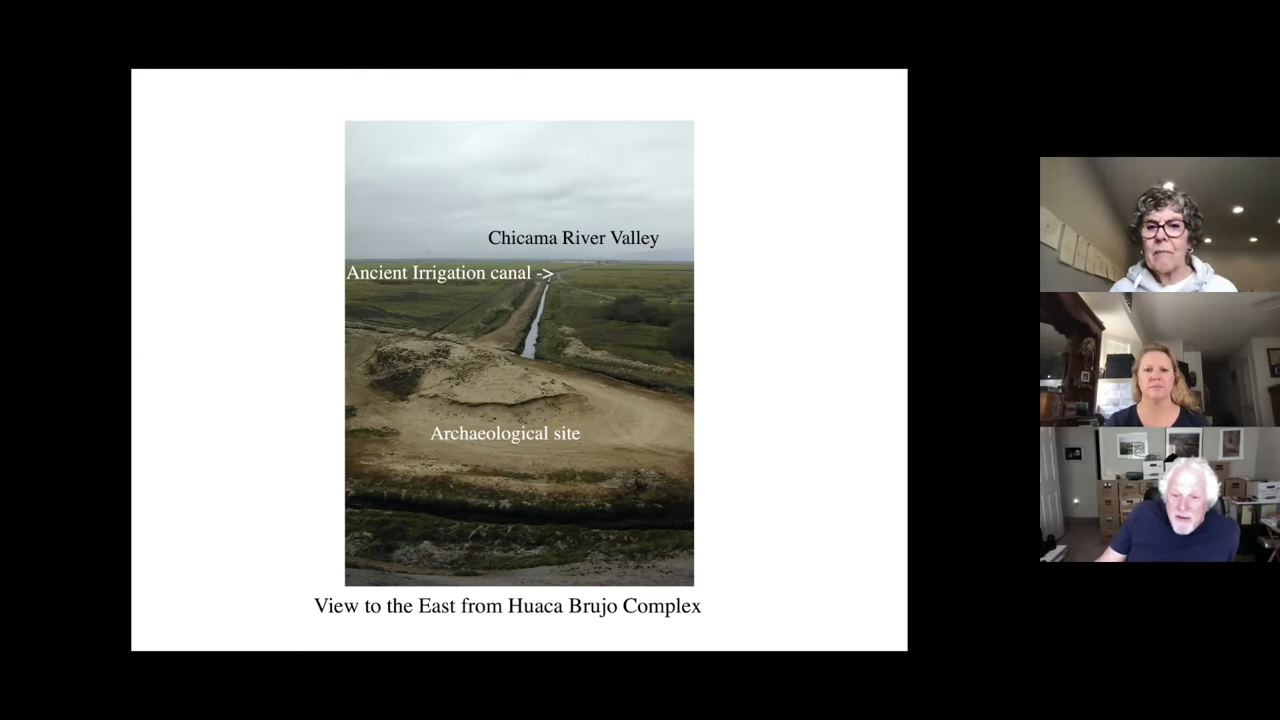 Chicama River Valley
Ancient Irrigation canal ->
Archaeological site
View to the East from Huaca Brujo Complex